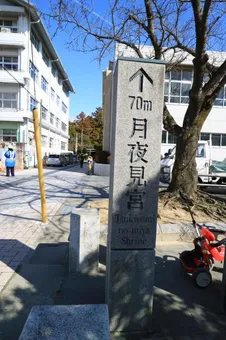 ↑
70m
月夜見宮
Tsukiyomi
no-miya
Shrine